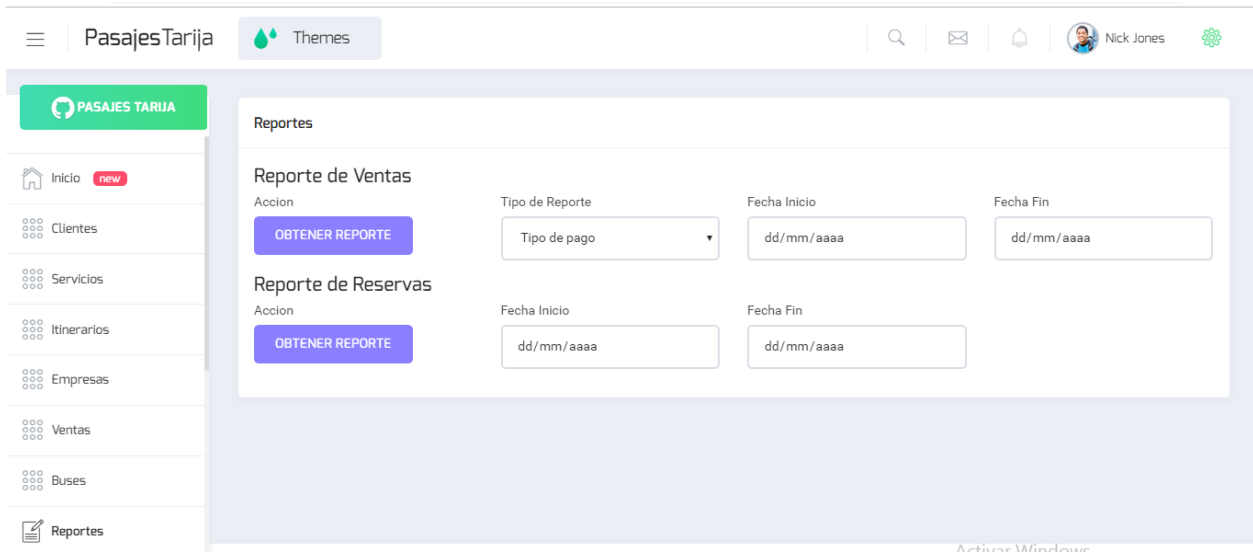 PasajesTarija
Themes
Nick Jones
PASAJES TARIJA
Inicio new
Clientes
Servicios
Itinerarios
Empresas
Ventas
Buses
Reportes
Reportes
Reporte de Ventas
Accion Tipo de Reporte Fecha Inicio Fecha Fin
OBTENER REPORTE Tipo de pago dd/mm/aaaa dd/mm/aaaa
Reporte de Reservas
Accion Fecha Inicio Fecha Fin
OBTENER REPORTE dd/mm/aaaa dd/mm/aaaa
Activar Windows